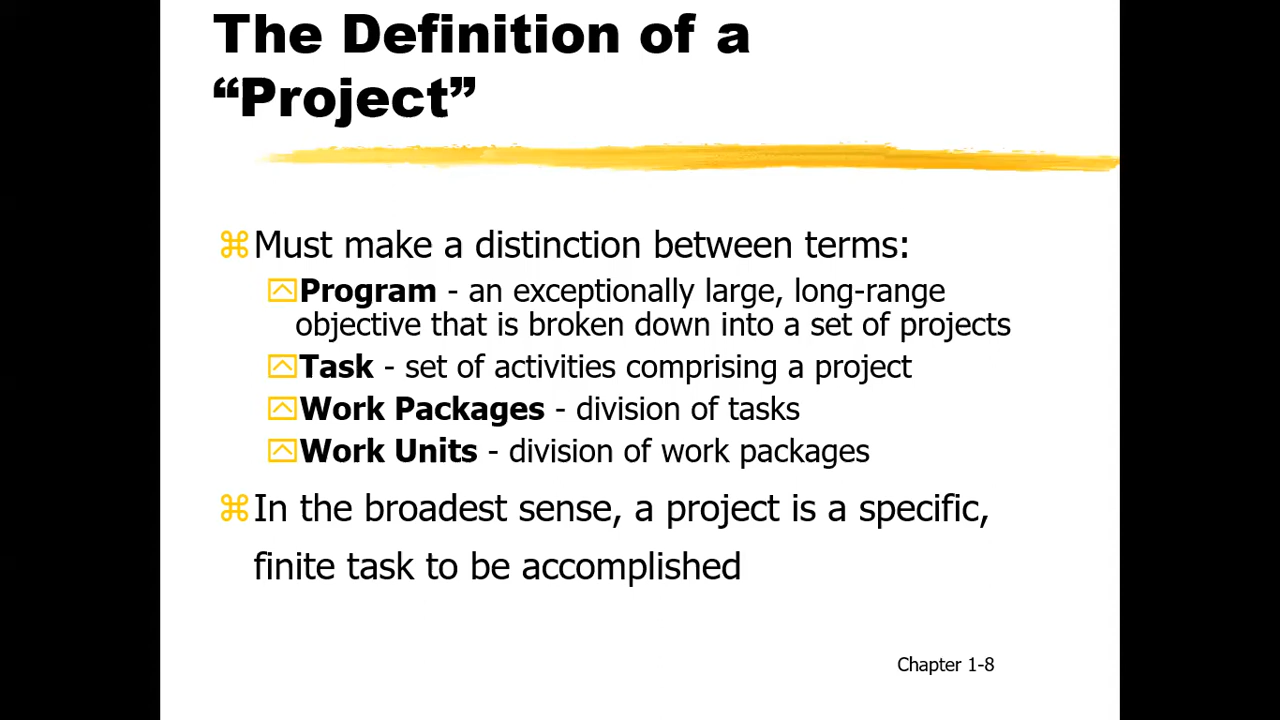 The Definition of a
“Project”
⌘Must make a distinction between terms:
Program - an exceptionally large, long-range
objective that is broken down into a set of projects
Task - set of activities comprising a project
Work Packages - division of tasks
Work Units - division of work packages
⌘In the broadest sense, a project is a specific,
finite task to be accomplished
Chapter 1-8